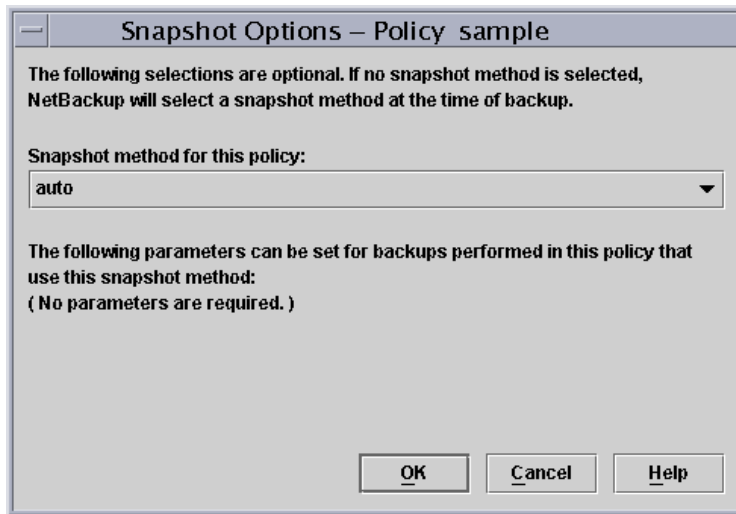 Snapshot Options – Policy sample
The following selections are optional. If no snapshot method is selected,
NetBackup will select a snapshot method at the time of backup.
Snapshot method for this policy:
auto
The following parameters can be set for backups performed in this policy that
use this snapshot method:
( No parameters are required. )
OK Cancel Help